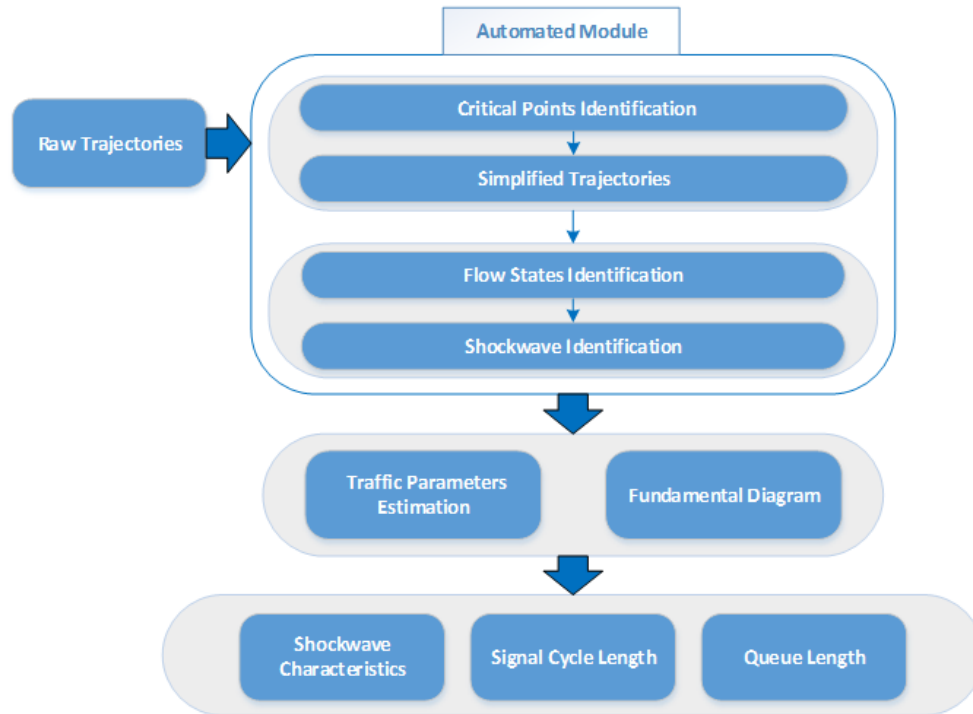 Automated Module
Critical Points Identification
Raw Trajectories
Simplified Trajectories
Flow States Identification
Shockwave Identification
Traffic Parameters
Estimation
Fundamental Diagram
Shockwave
Characteristics
Signal Cycle Length
Queue Length